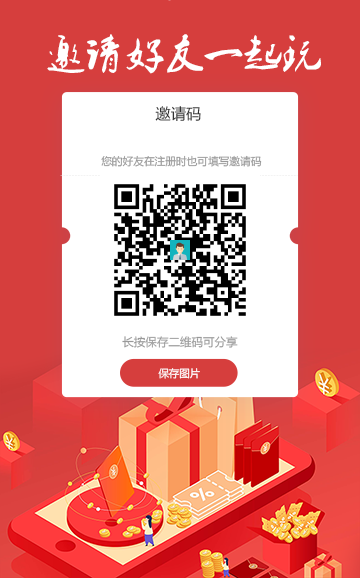 邀请好友一起玩
邀请码
您的好友在注册时也可填写邀请码
长按保存二维码可分享
保存图片